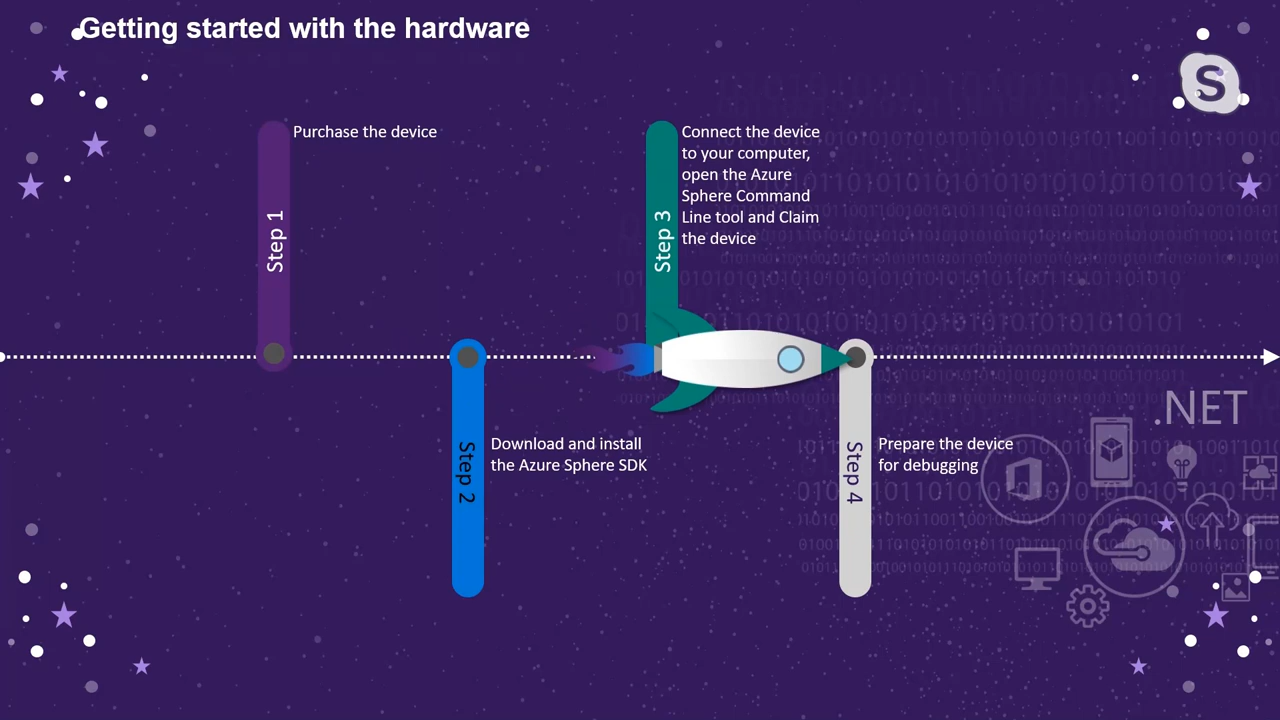 Getting started with the hardware
S
Step 1
Purchase the device
Step 2
Download and install
the Azure Sphere SDK
Step 3
Connect the device
to your computer,
open the Azure
Sphere Command
Line tool and Claim
the device
Step 4
Prepare the device
for debugging
.NET